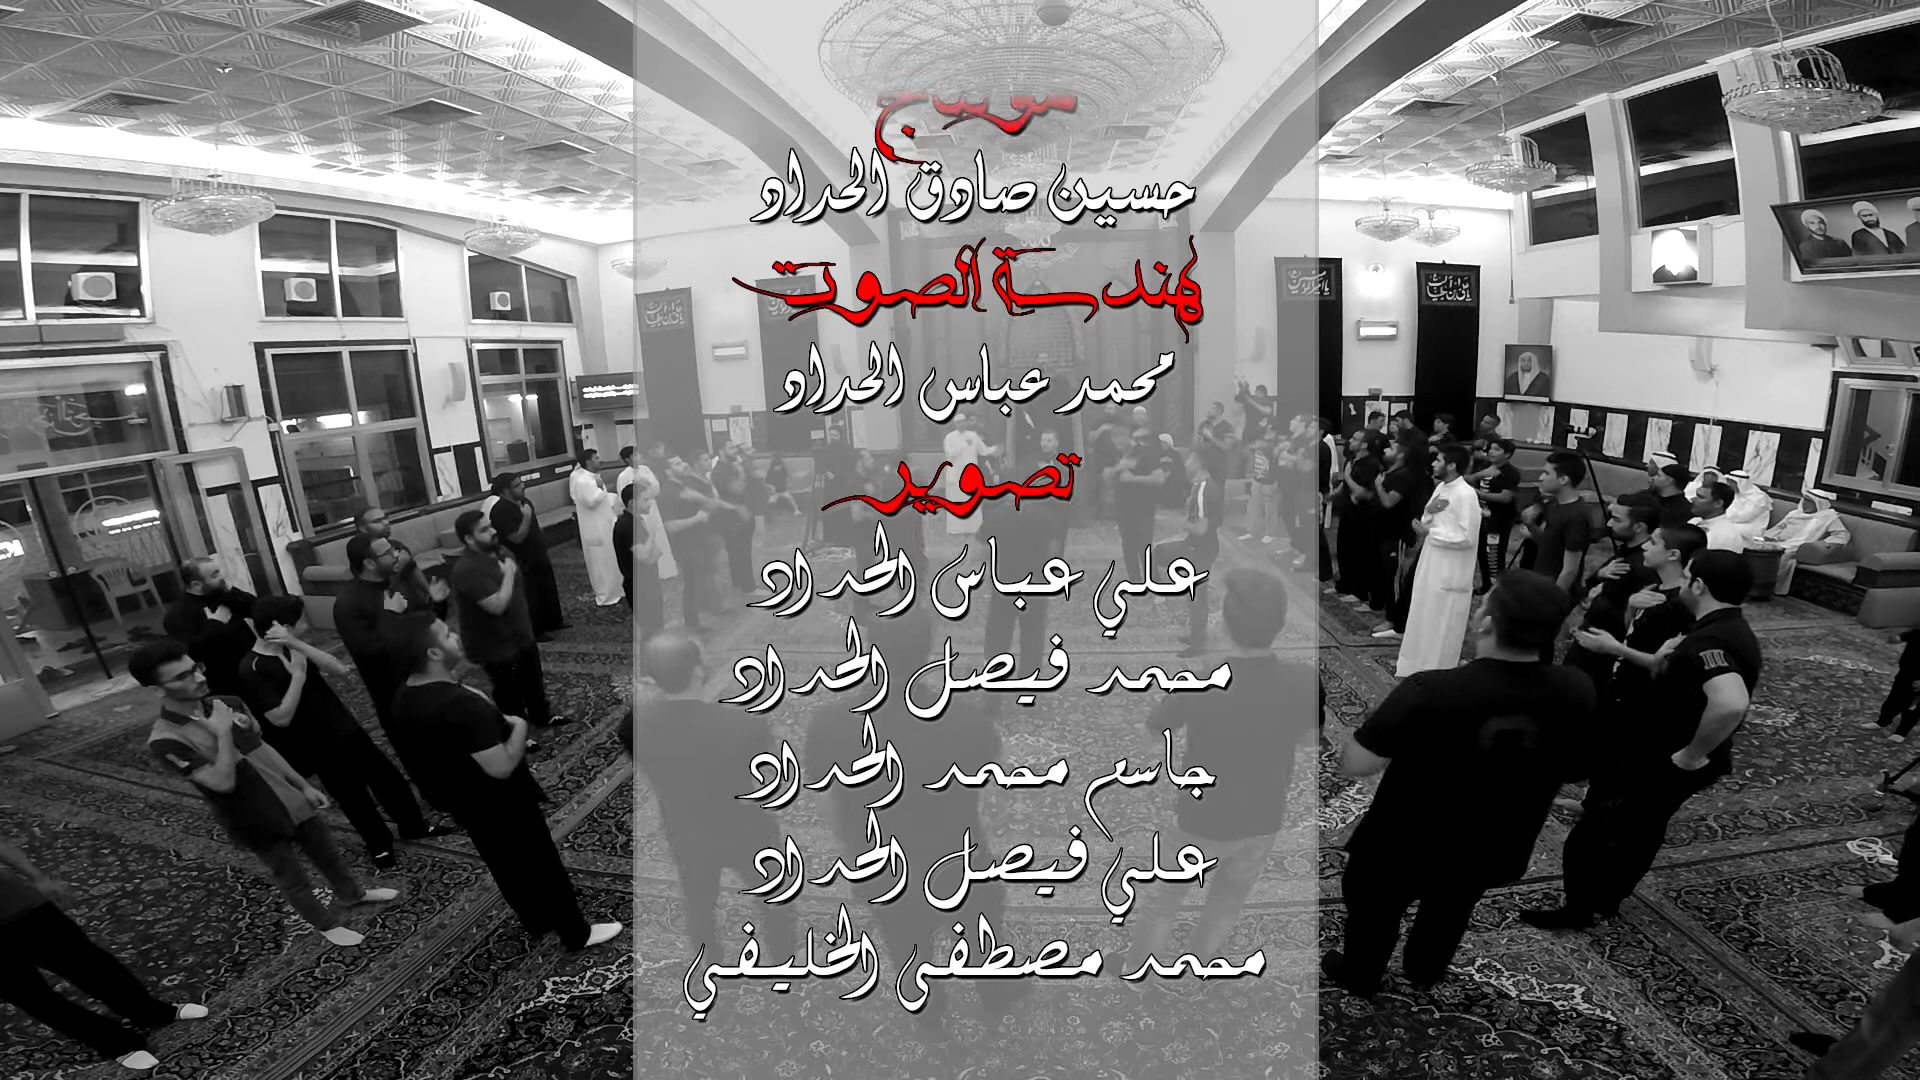 مونتاج
حسين صادق الحداد
هندسة الصوت
محمد عباس الحداد
تصوير
علي عباس الحداد
محمد فيصل الحداد
جاسم محمد الحداد
علي فيصل الحداد
محمد مصطفى الخليفي